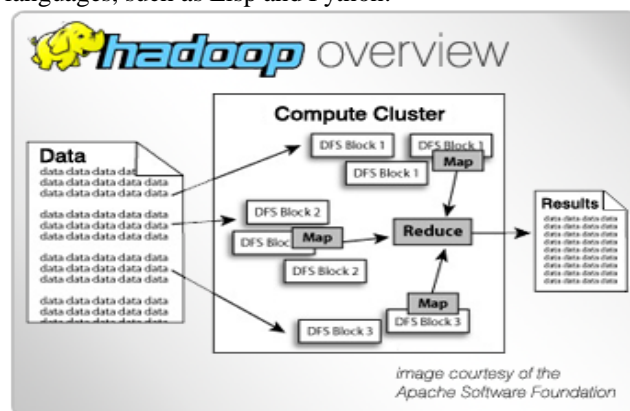 languages, such as Lisp and Python.
hadoop overview
Compute Cluster
Data
data data data dat
data data data data data
data data data data data
data data data data data
data data data data data
data data data data data
data data data data data
data data data data data
data data data data data
data data data data data
data data data data data
data data data data data
DFS Block 1
DFS Block 1
DFS Block 1
Map
DFS Block 2
DFS Bloc
Map
DFS Block 2
Reduce
Map
DFS Block 3
DFS Block 3
Results
data data data data
data data data data
data data data data
data data data data
data data data data
data data data data
data data data data
data data data data
data data data data
image courtesy of the
Apache Software Foundation